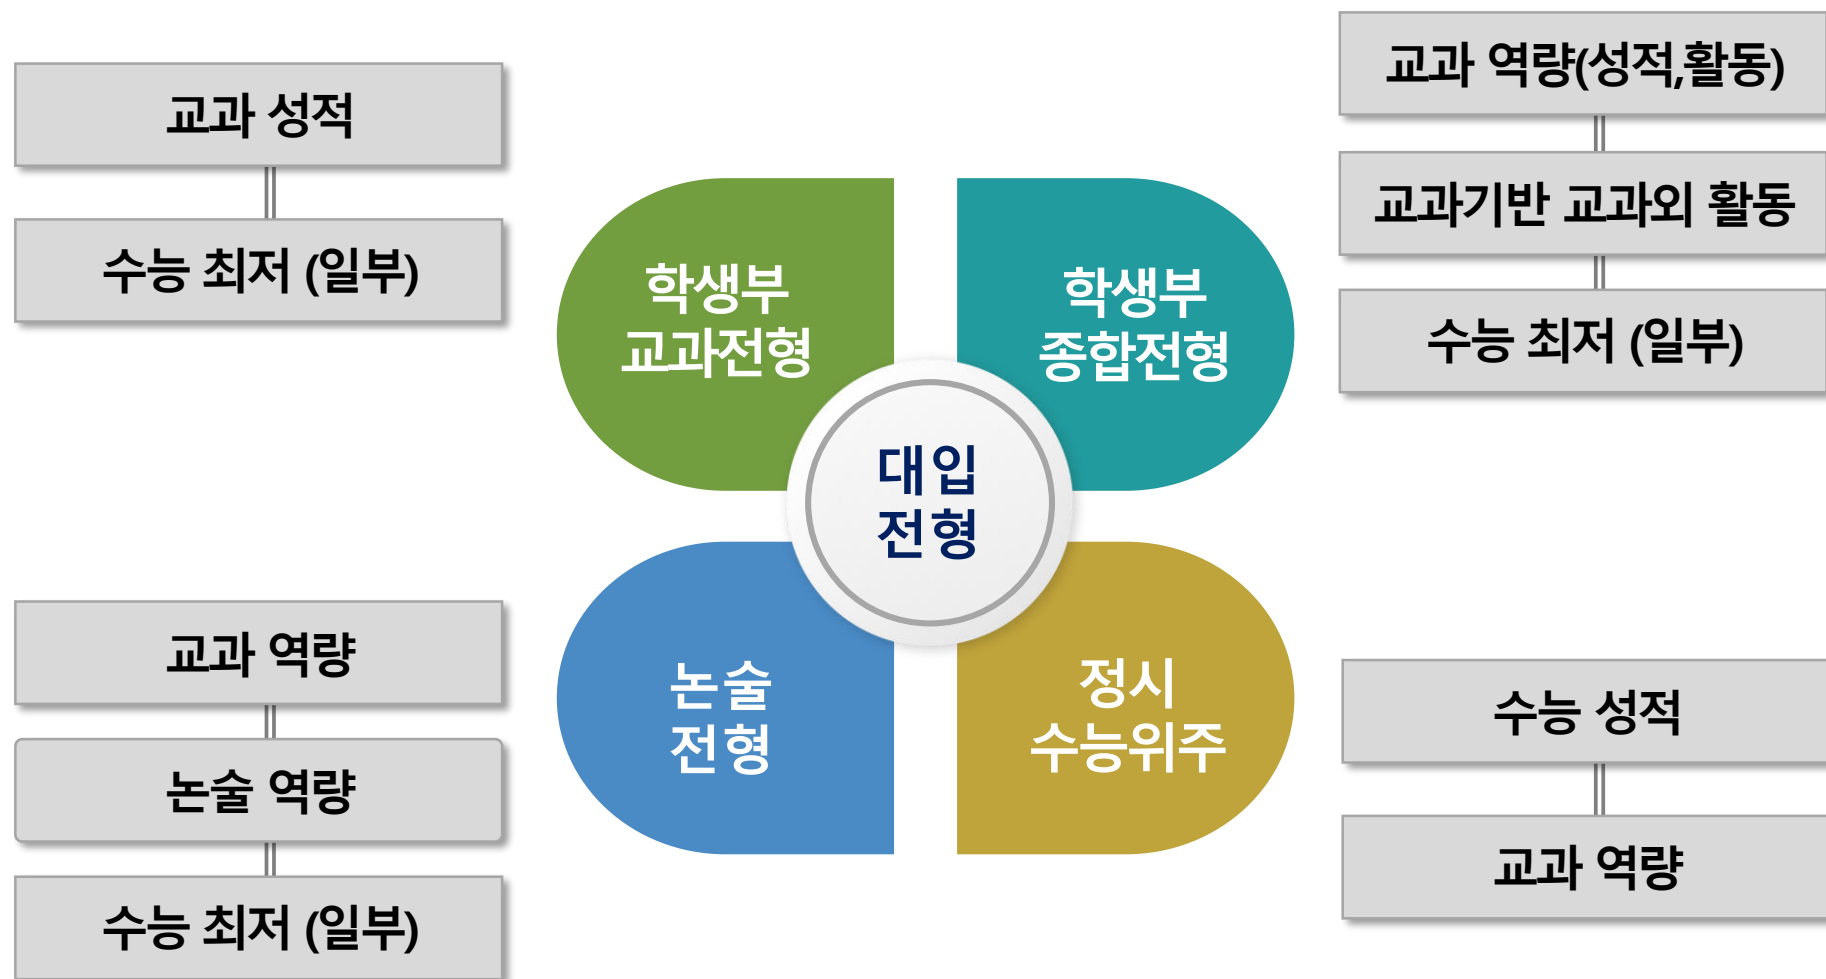 교과 성적
수능 최저 (일부)
교과 역량(성적,활동)
교과기반 교과외 활동
수능 최저 (일부)
학생부
교과전형
학생부
종합전형
대입
전형
논술
전형
정시
수능위주
교과 역량
논술 역량
수능 최저 (일부)
수능 성적
교과 역량